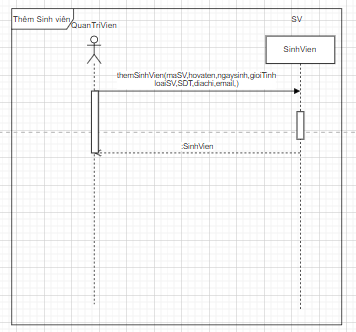 Thêm Sinh viên
QuanTriVien
SV
SinhVien
themSinhVien(maSV,hovaten,ngaysinh,gioiTinh
loaiSV,SDT,diachi,email,)
:SinhVien